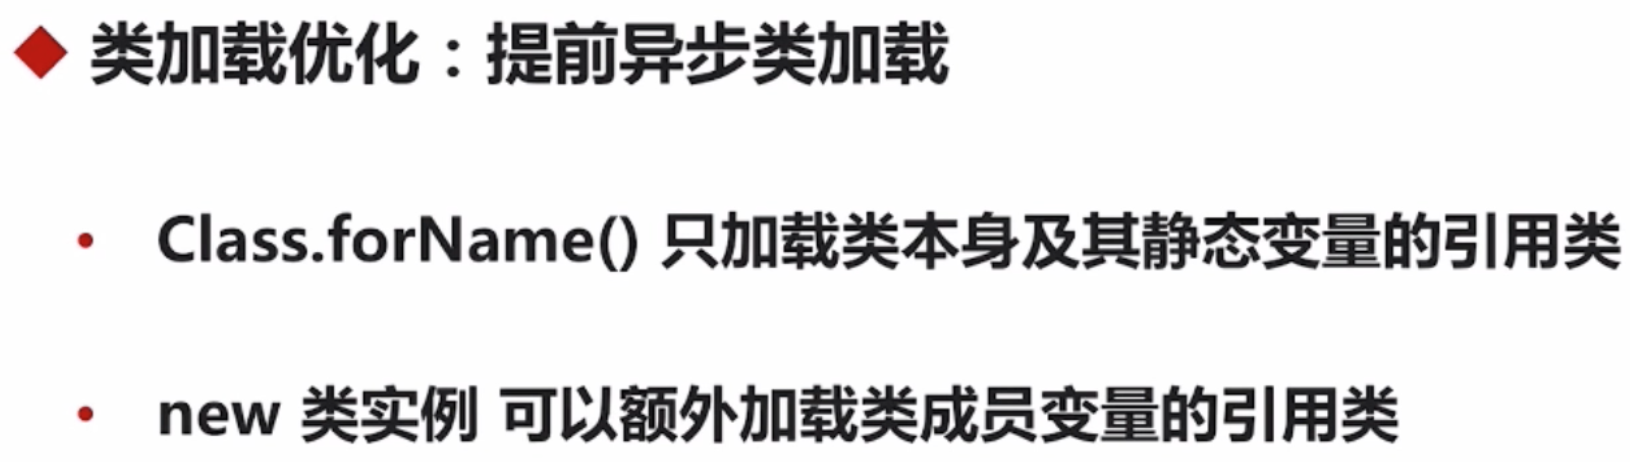 类加载优化：提前异步类加载
Class.forName() 只加载类本身及其静态变量的引用类
new 类实例 可以额外加载类成员变量的引用类